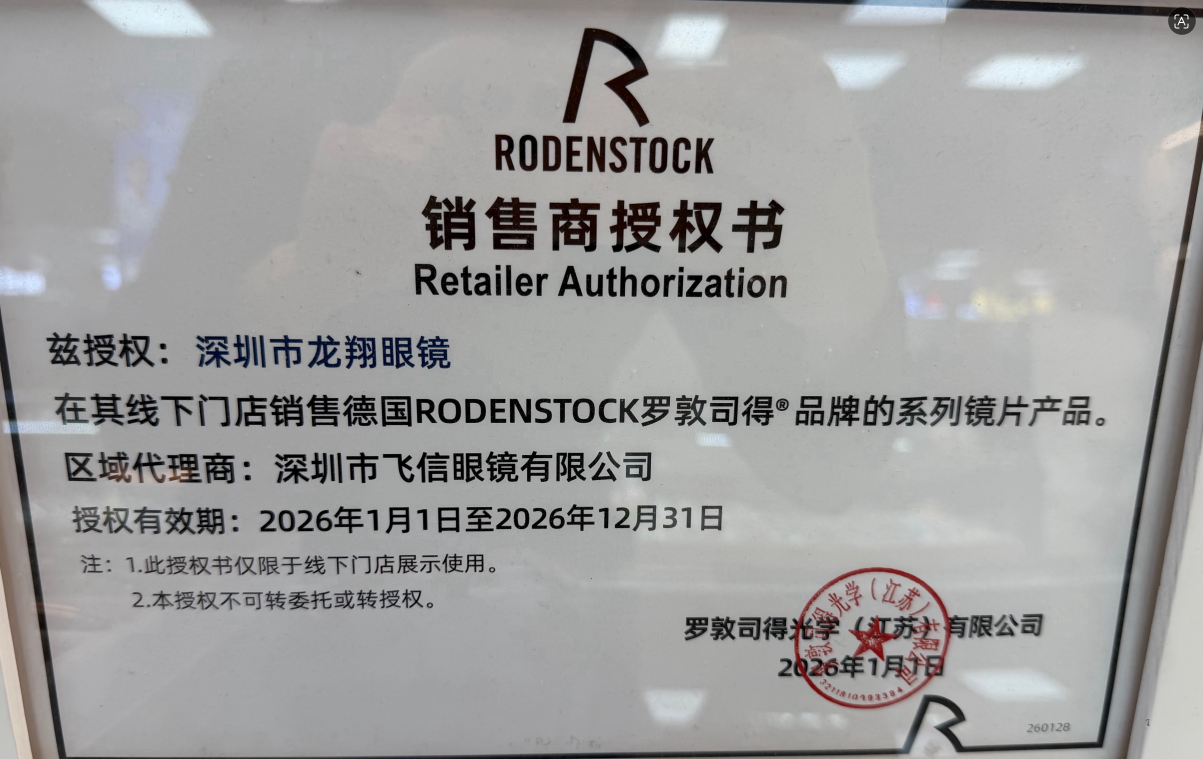 RODENSTOCK
销售商授权书
Retailer Authorization
兹授权：深圳市龙翔眼镜
在其线下门店销售德国RODENSTOCK罗敦司得®品牌的系列镜片产品。
区域代理商：深圳市飞信眼镜有限公司
授权有效期：2026年1月1日至2026年12月31日
注：1.此授权书仅限于线下门店展示使用。
2.本授权不可转委托或转授权。
罗敦司得光学（江苏）有限公司
2026年1月1日
260128